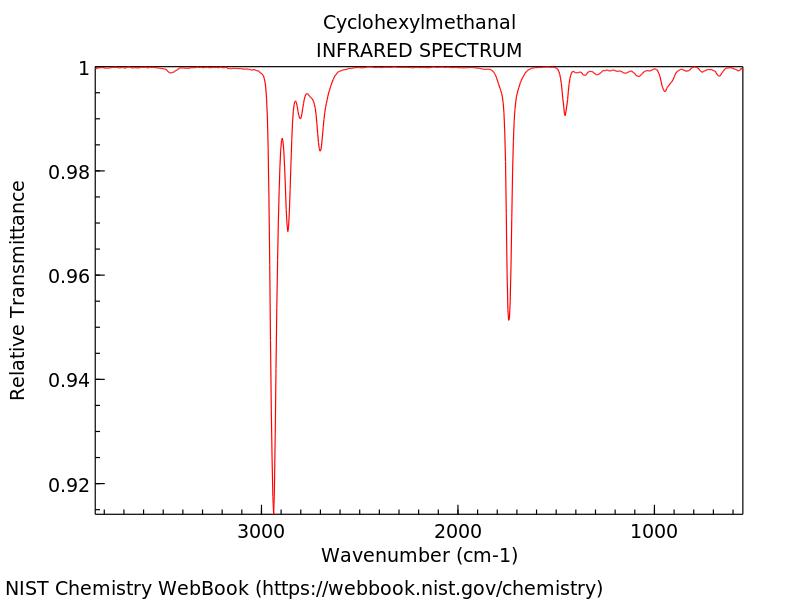 Cyclohexylmethanal
INFRARED SPECTRUM
1
0.98
0.96
0.94
0.92
Relative Transmittance
3000 2000 1000
Wavenumber (cm-1)
NIST Chemistry WebBook (https://webbook.nist.gov/chemistry)